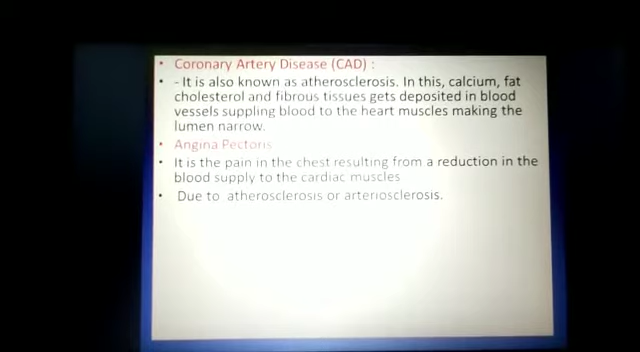 • Coronary Artery Disease (CAD) :
• - It is also known as atherosclerosis. In this, calcium, fat
cholesterol and fibrous tissues gets deposited in blood
vessels suppling blood to the heart muscles making the
lumen narrow.
• Angina Pectoris
• It is the pain in the chest resulting from a reduction in the
blood supply to the cardiac muscles
• Due to atherosclerosis or arteriosclerosis.